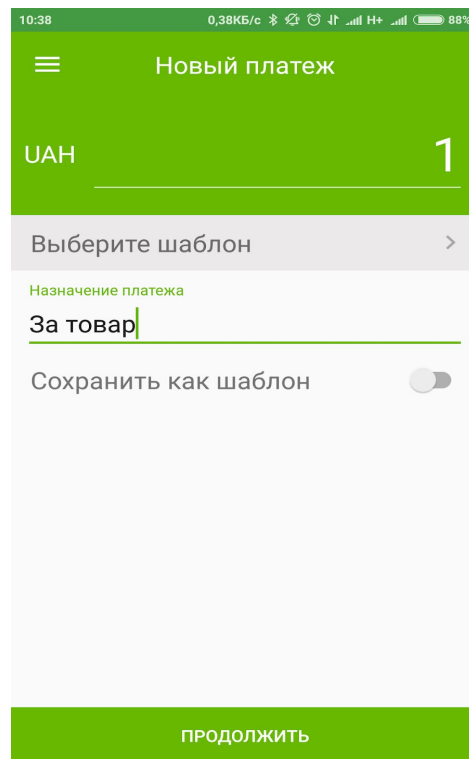 10:38 0,38КБ/с H+ 88%
Новый платеж
UAH 1
Выберите шаблон
Назначение платежа
За товар
Сохранить как шаблон
ПРОДОЛЖИТЬ